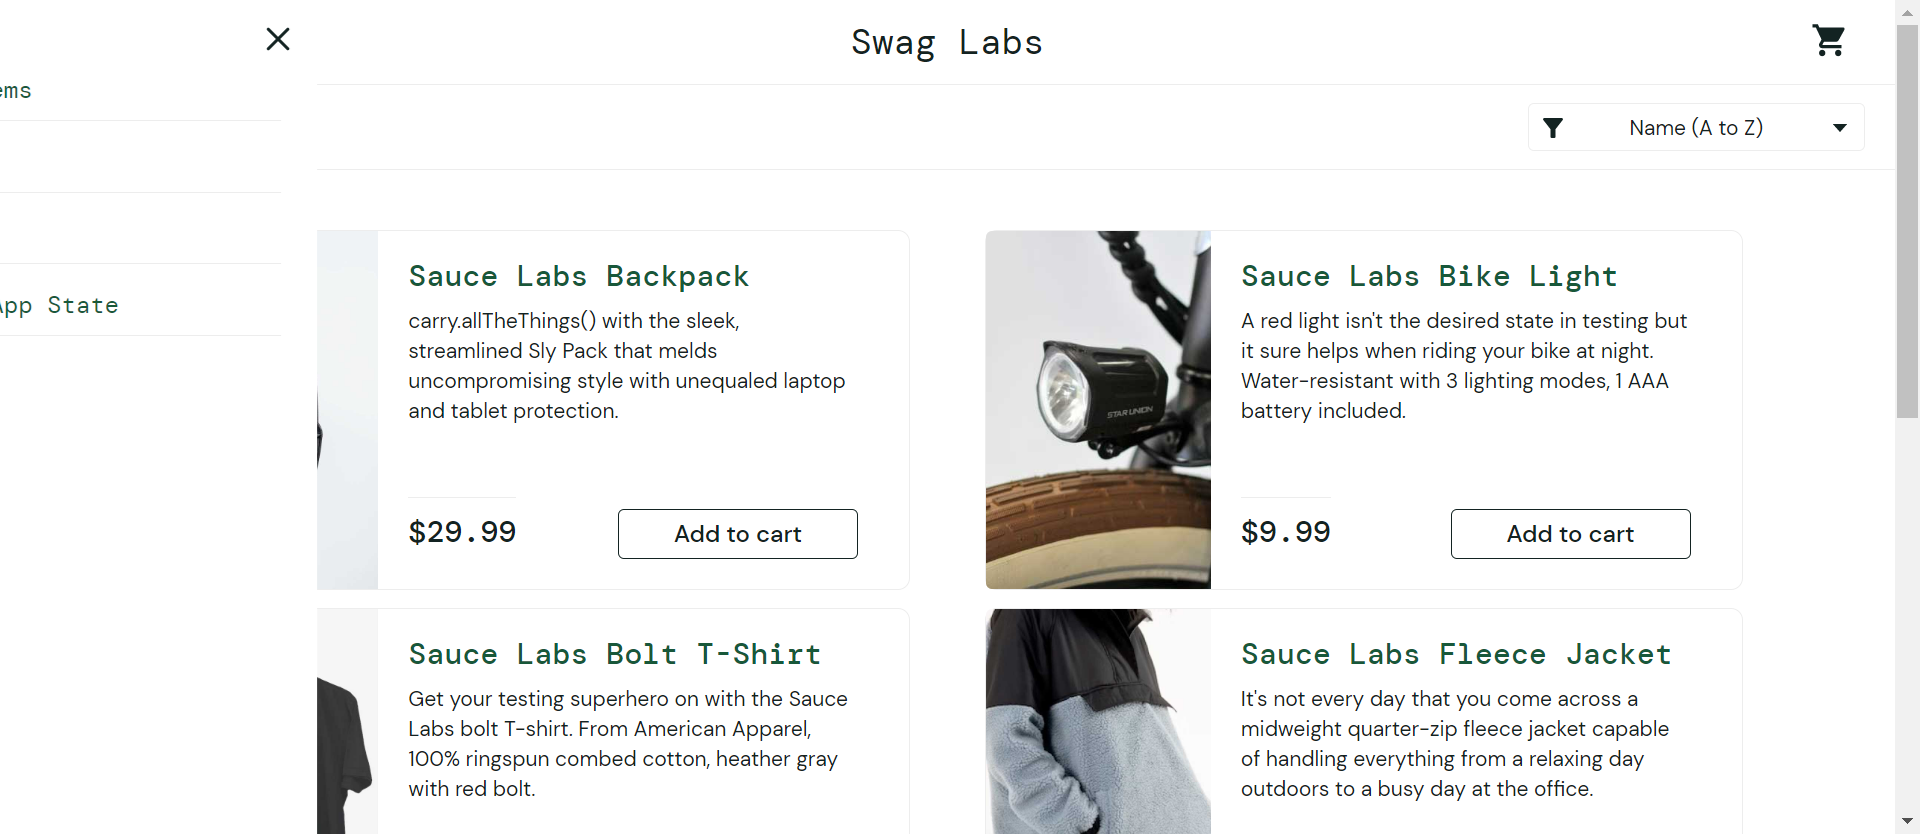 Swag Labs
ems
App State
Name (A to Z)
Sauce Labs Backpack
carry.allTheThings() with the sleek,
streamlined Sly Pack that melds
uncompromising style with unequaled laptop
and tablet protection.
$29.99
Add to cart
Sauce Labs Bike Light
A red light isn't the desired state in testing but
it sure helps when riding your bike at night.
Water-resistant with 3 lighting modes, 1 AAA
battery included.
STAR UNION
$9.99
Add to cart
Sauce Labs Bolt T-Shirt
Get your testing superhero on with the Sauce
Labs bolt T-shirt. From American Apparel,
100% ringspun combed cotton, heather gray
with red bolt.
Sauce Labs Fleece Jacket
It's not every day that you come across a
midweight quarter-zip fleece jacket capable
of handling everything from a relaxing day
outdoors to a busy day at the office.